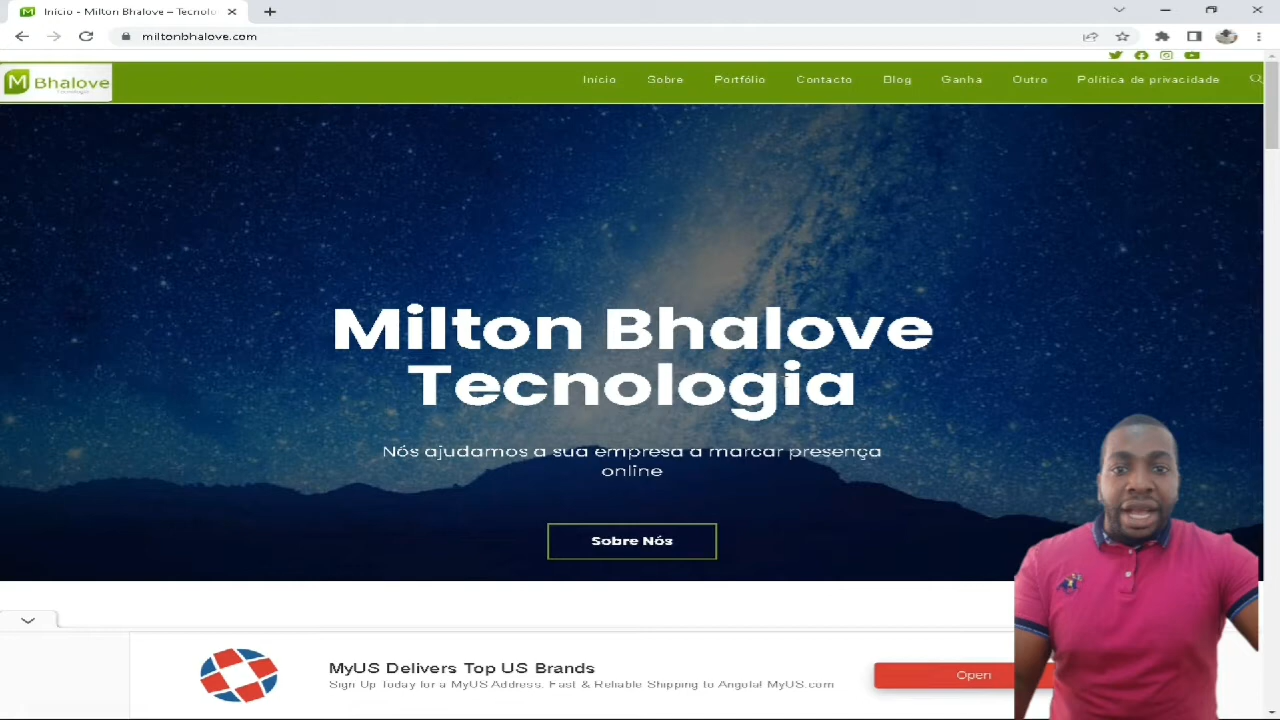 Início - Milton Bhalove – Tecnolo
miltonbhalove.com
M Bhalove
Tecnologia
Início
Sobre
Portfólio
Contacto
Blog
Ganha
Outro
Política de privacidade
Milton Bhalove
Tecnologia
Nós ajudamos a sua empresa a marcar presença
online
Sobre Nós
MyUS Delivers Top US Brands
Sign Up Today for a MyUS Address. Fast & Reliable Shipping to Angola! MyUS.com
Open